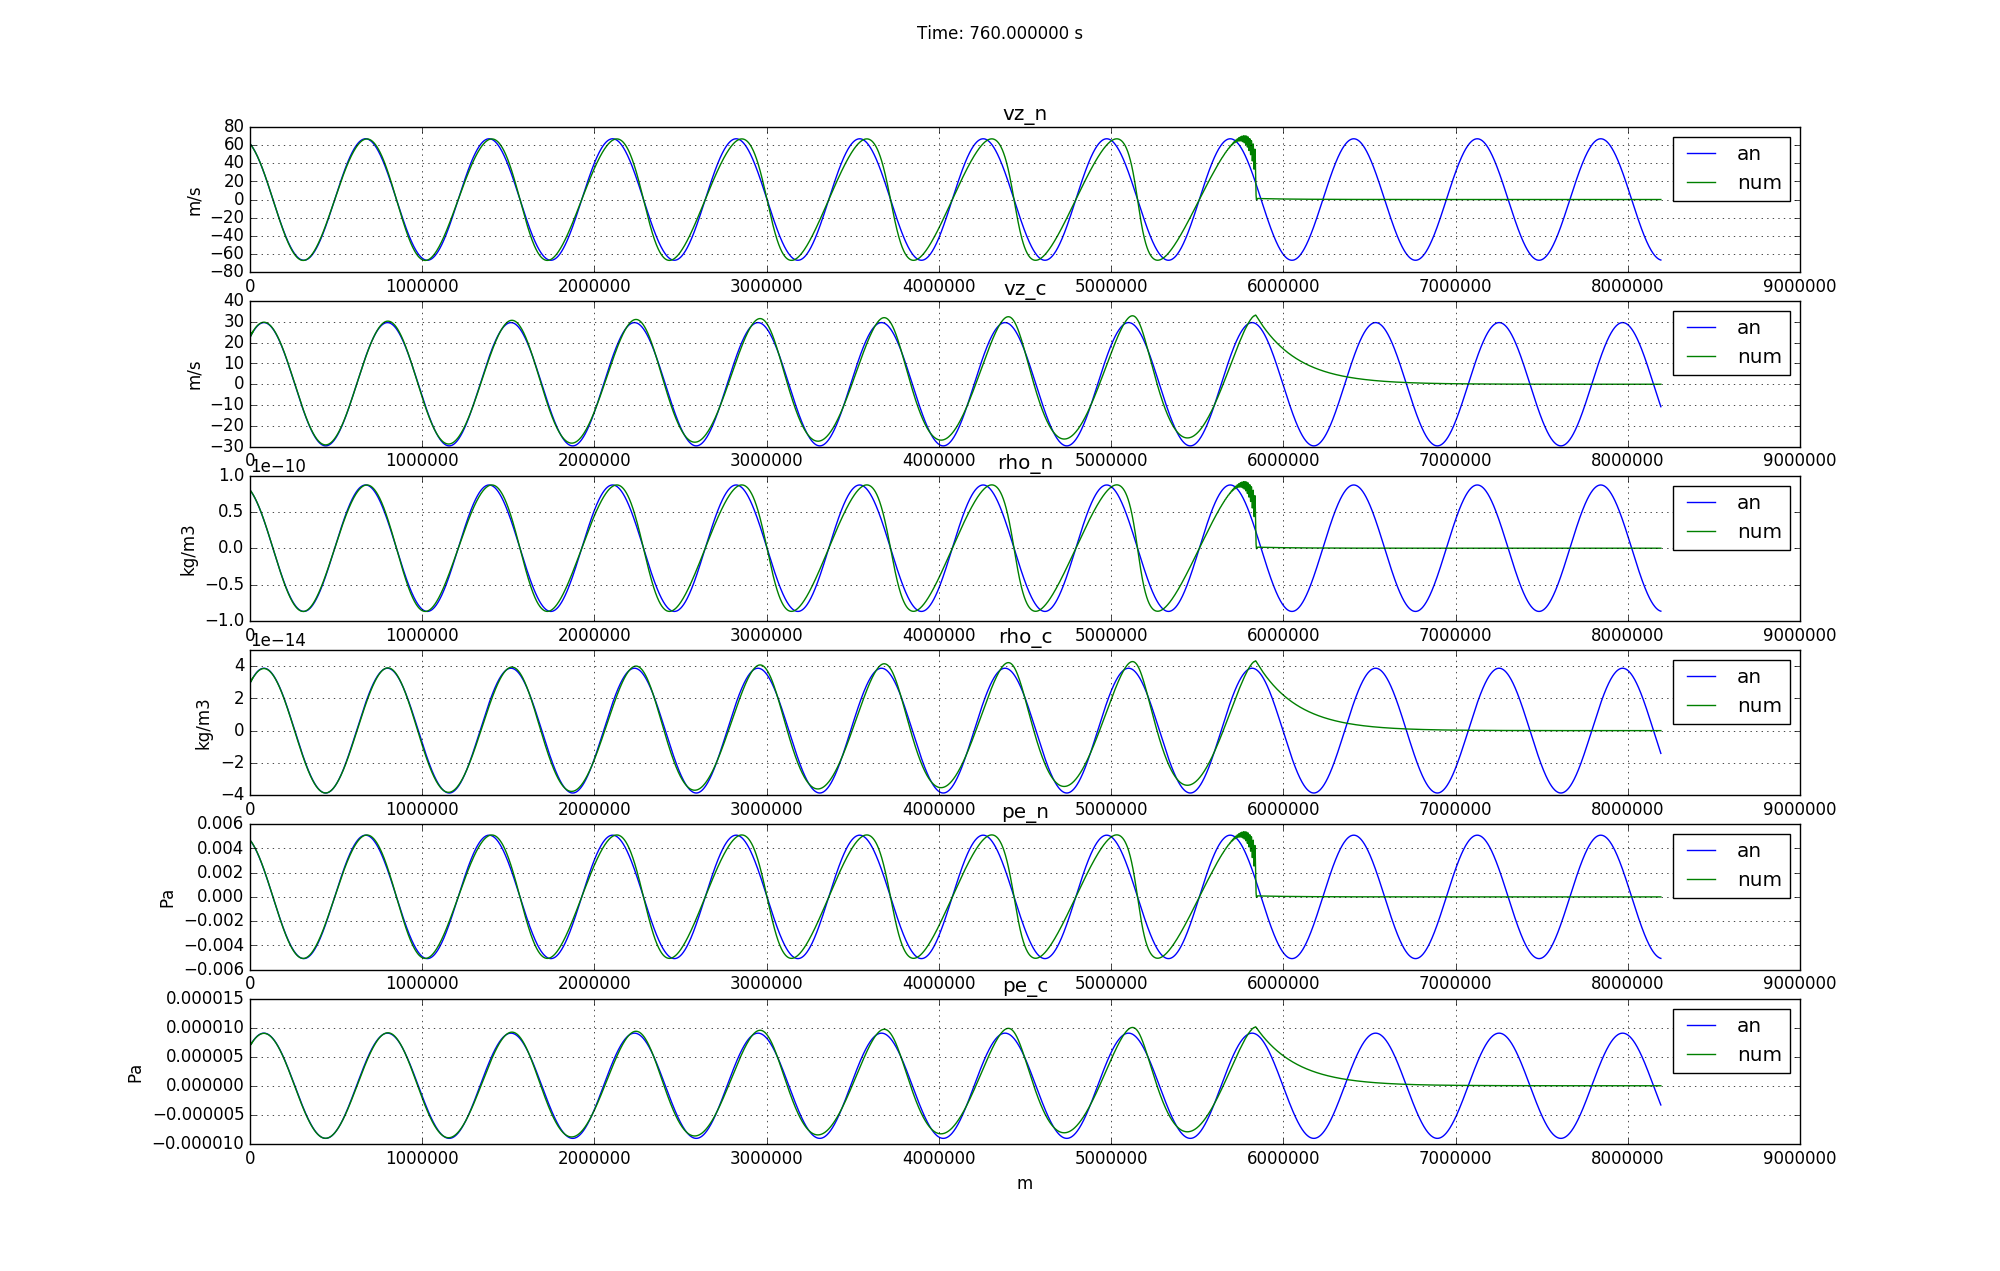 Time: 760.000000 s
vz_n
80
60
40
20
0
−20
−40
−60
−80
m/s
an
num
0 1000000 2000000 3000000 4000000 5000000 6000000 7000000 8000000 9000000
vz_c
40
30
20
10
0
−10
−20
−30
m/s
an
num
0 1000000 2000000 3000000 4000000 5000000 6000000 7000000 8000000 9000000
1e−10
rho_n
1.0
0.5
0.0
−0.5
−1.0
kg/m3
an
num
0 1000000 2000000 3000000 4000000 5000000 6000000 7000000 8000000 9000000
1e−14
rho_c
4
2
0
−2
−4
kg/m3
an
num
0 1000000 2000000 3000000 4000000 5000000 6000000 7000000 8000000 9000000
pe_n
0.006
0.004
0.002
0.000
−0.002
−0.004
−0.006
Pa
an
num
0 1000000 2000000 3000000 4000000 5000000 6000000 7000000 8000000 9000000
pe_c
0.000015
0.000010
0.000005
0.000000
−0.000005
−0.000010
Pa
an
num
0 1000000 2000000 3000000 4000000 5000000 6000000 7000000 8000000 9000000
m